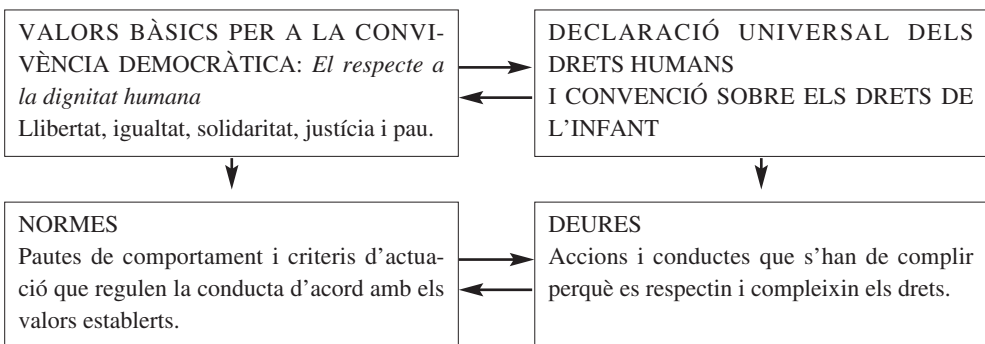 VALORS BÀSICS PER A LA CONVI-
VÈNCIA DEMOCRÀTICA: El respecte a
la dignitat humana
Llibertat, igualtat, solidaritat, justícia i pau.
DECLARACIÓ UNIVERSAL DELS
DRETS HUMANS
I CONVENCIÓ SOBRE ELS DRETS DE
L’INFANT
NORMES
Pautes de comportament i criteris d’actua-
ció que regulen la conducta d’acord amb els
valors establerts.
DEURES
Accions i conductes que s’han de complir
perquè es respectin i compleixin els drets.